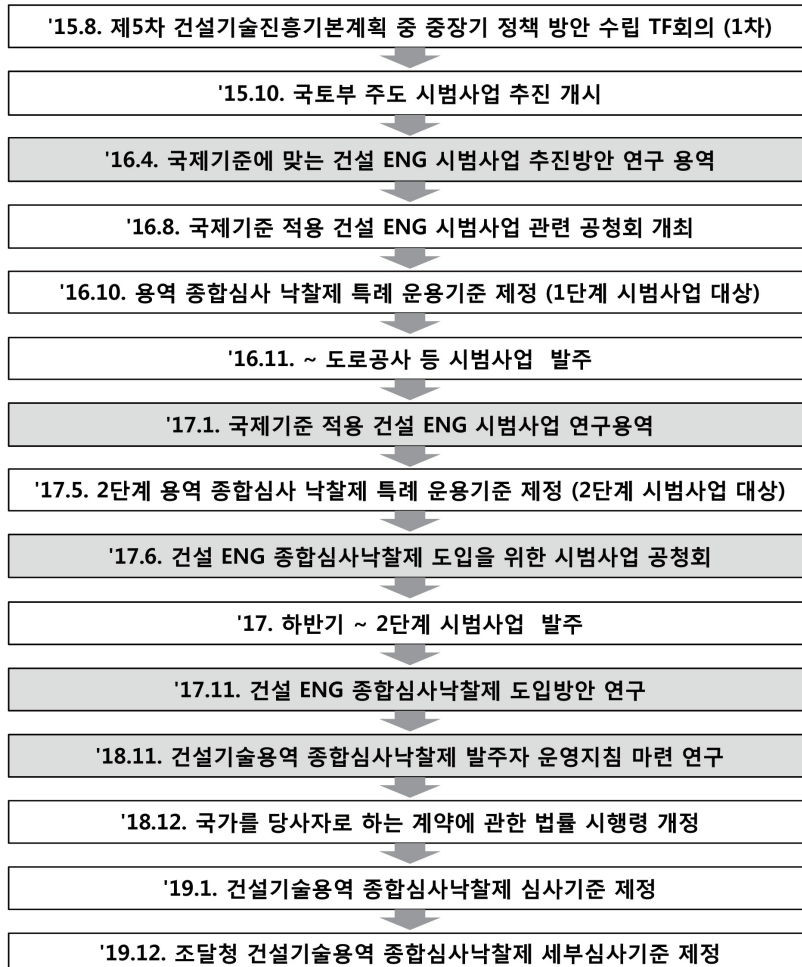 '15.8. 제5차 건설기술진흥기본계획 중 중장기 정책 방안 수립 TF회의 (1차)
'15.10. 국토부 주도 시범사업 추진 개시
'16.4. 국제기준에 맞는 건설 ENG 시범사업 추진방안 연구 용역
'16.8. 국제기준 적용 건설 ENG 시범사업 관련 공청회 개최
'16.10. 용역 종합심사 낙찰제 특례 운용기준 제정 (1단계 시범사업 대상)
'16.11. ~ 도로공사 등 시범사업 발주
'17.1. 국제기준 적용 건설 ENG 시범사업 연구용역
'17.5. 2단계 용역 종합심사 낙찰제 특례 운용기준 제정 (2단계 시범사업 대상)
'17.6. 건설 ENG 종합심사낙찰제 도입을 위한 시범사업 공청회
'17. 하반기 ~ 2단계 시범사업 발주
'17.11. 건설 ENG 종합심사낙찰제 도입방안 연구
'18.11. 건설기술용역 종합심사낙찰제 발주자 운영지침 마련 연구
'18.12. 국가를 당사자로 하는 계약에 관한 법률 시행령 개정
'19.1. 건설기술용역 종합심사낙찰제 심사기준 제정
'19.12. 조달청 건설기술용역 종합심사낙찰제 세부심사기준 제정